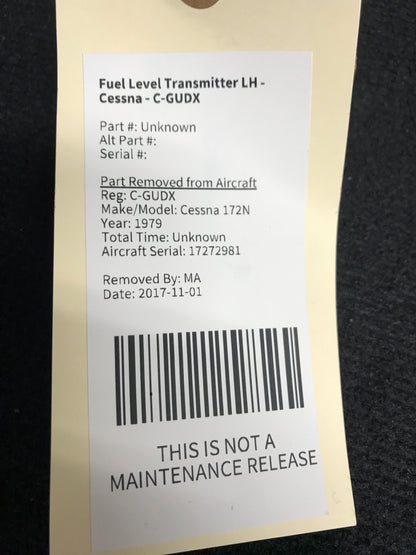 Fuel Level Transmitter LH -
Cessna - C-GUDX
Part #: Unknown
Alt Part #:
Serial #:
Part Removed from Aircraft
Reg: C-GUDX
Make/Model: Cessna 172N
Year: 1979
Total Time: Unknown
Aircraft Serial: 17272981
Removed By: MA
Date: 2017-11-01
THIS IS NOT A
MAINTENANCE RELEASE